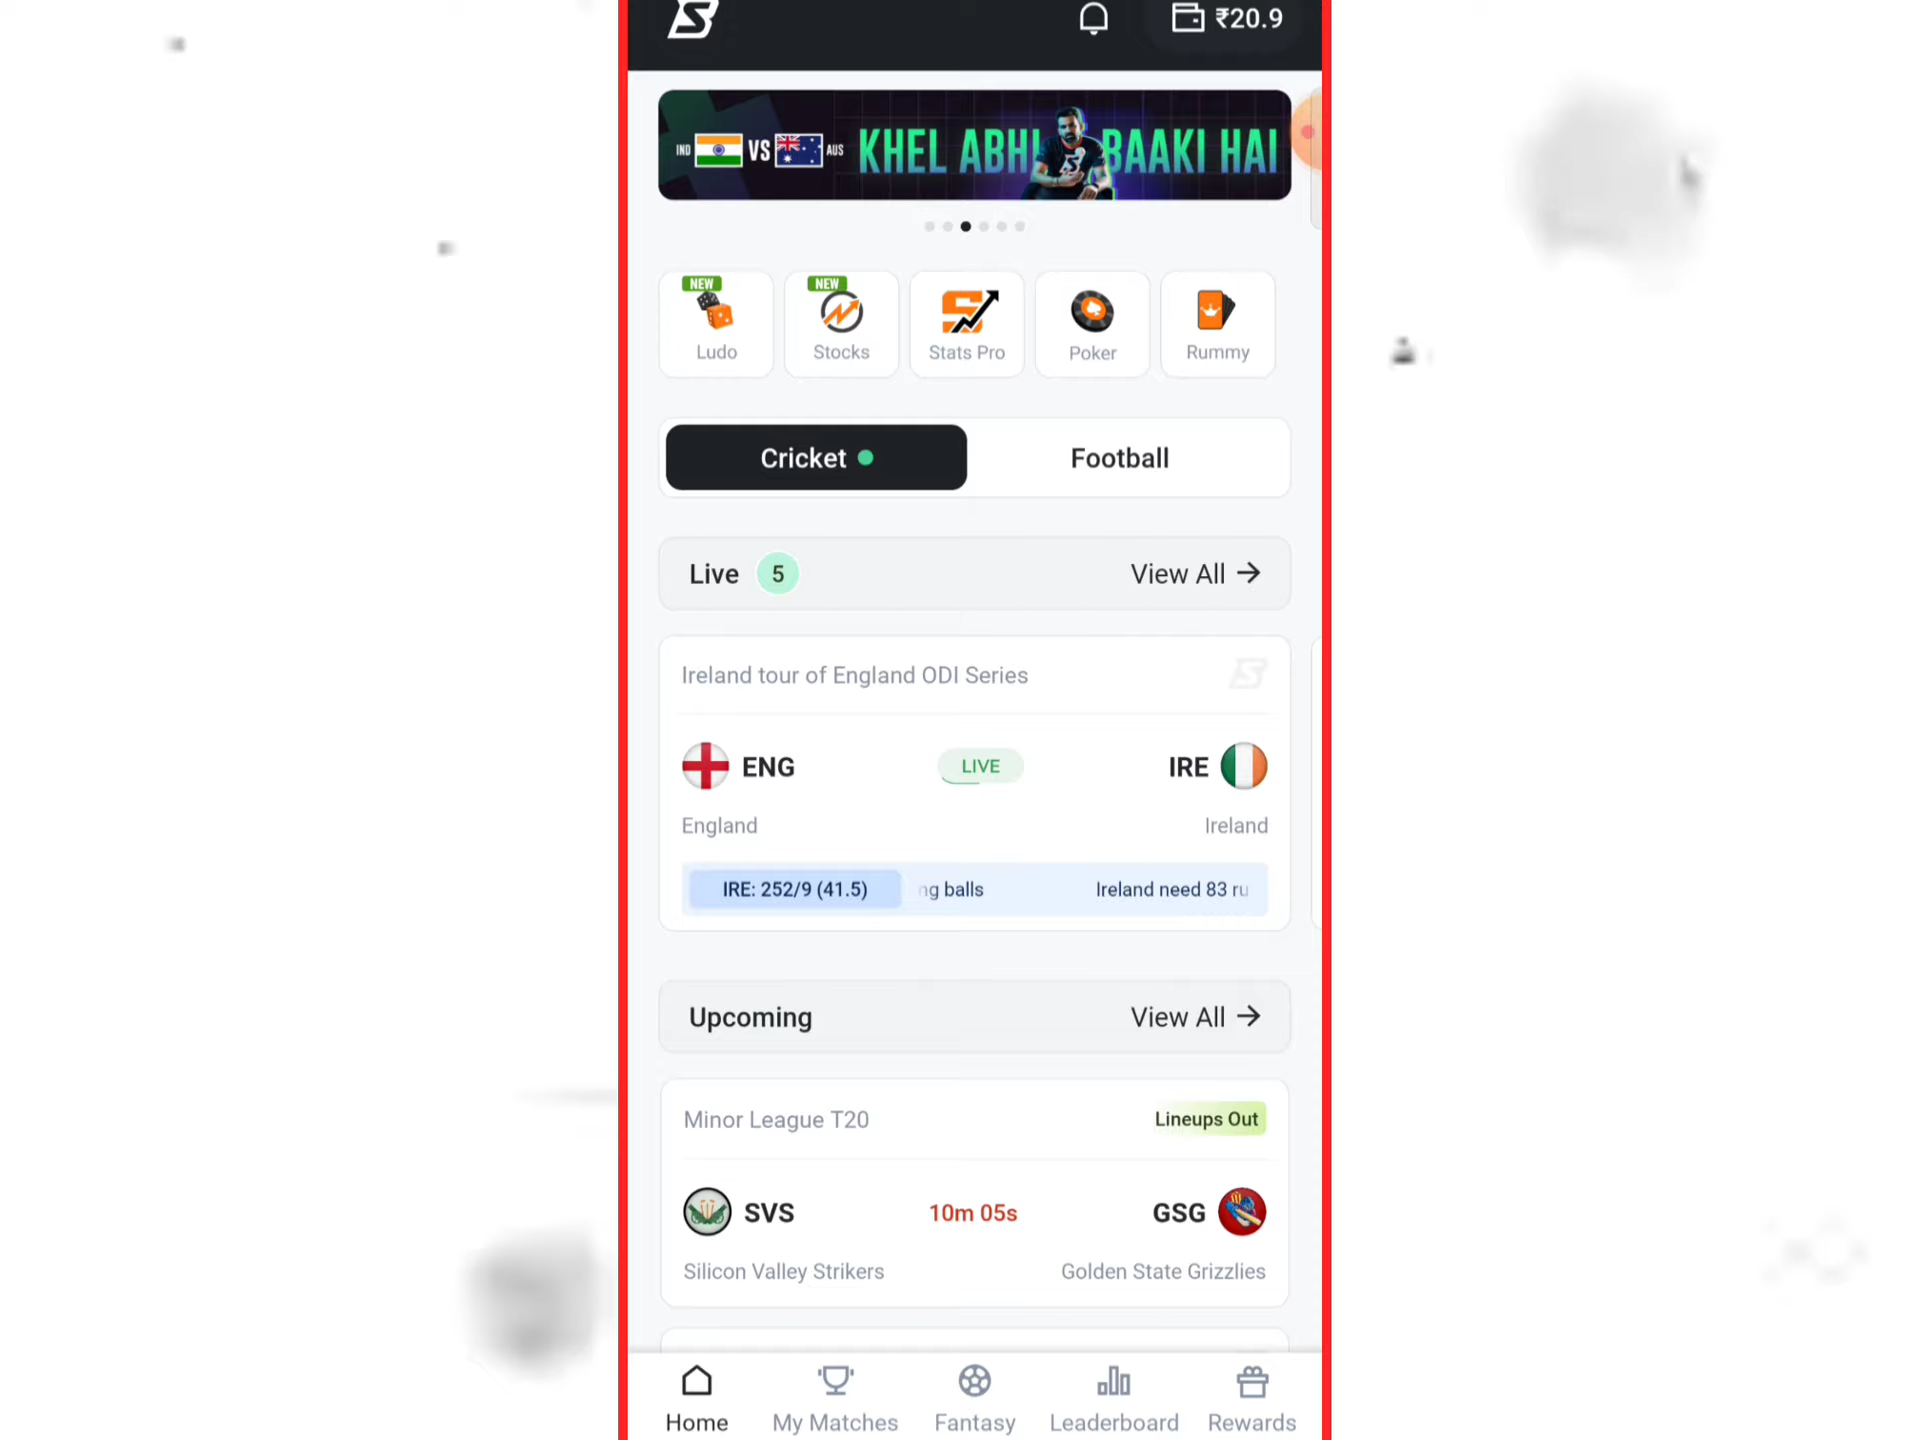 ₹20.9
IND VS AUS KHEL ABHI BAAKI HAI
NEW NEW
Ludo Stocks Stats Pro Poker Rummy
Cricket Football
Live 5 View All
Ireland tour of England ODI Series
ENG LIVE IRE
England Ireland
IRE: 252/9 (41.5) ng balls Ireland need 83 ru
Upcoming View All
Minor League T20 Lineups Out
SVS 10m 05s GSG
Silicon Valley Strikers Golden State Grizzlies
Home My Matches Fantasy Leaderboard Rewards